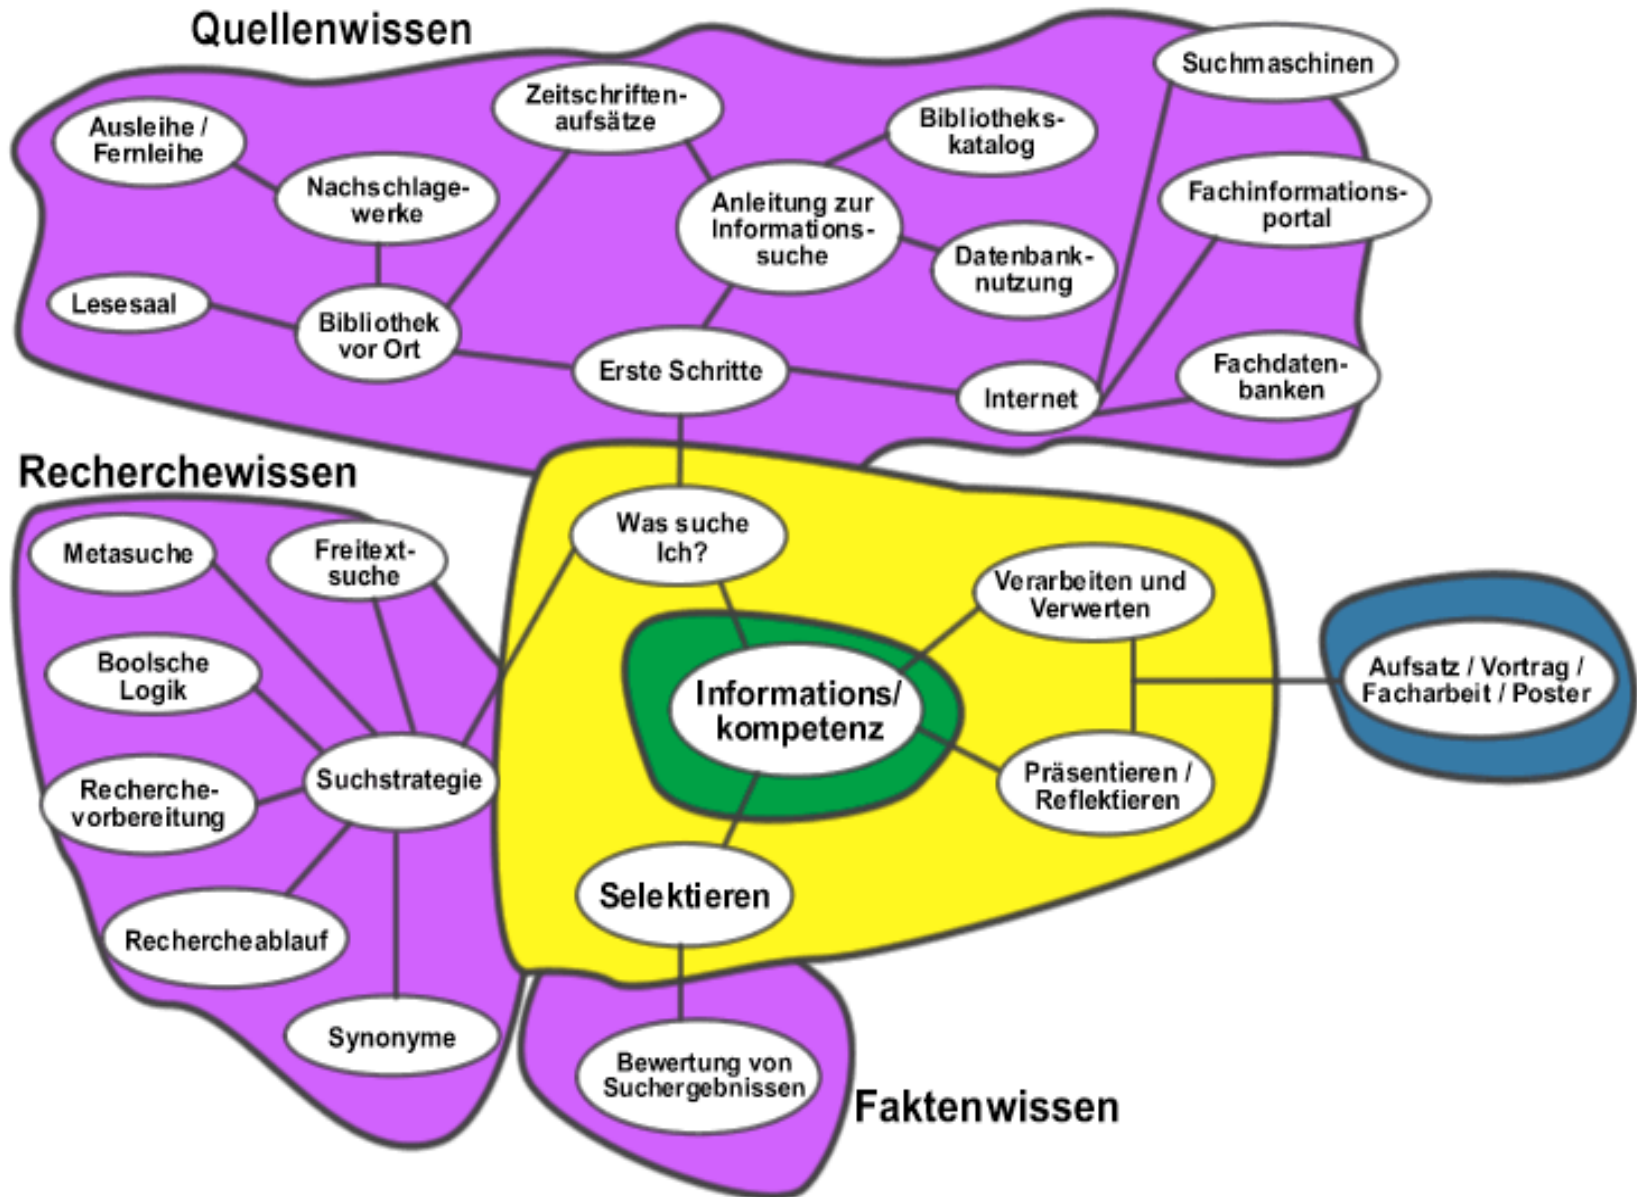 Quellenwissen
Suchmaschinen
Zeitschriften-
aufsätze
Bibliotheks-
katalog
Ausleihe /
Fernleihe
Nachschlage-
werke
Anleitung zur
Informations-
suche
Fachinformations-
portal
Datenbank-
nutzung
Lesesaal
Bibliothek
vor Ort
Erste Schritte
Internet
Fachdaten-
banken
Recherchewissen
Metasuche
Freitext-
suche
Was suche
Ich?
Verarbeiten und
Verwerten
Boolsche
Logik
Informations/
kompetenz
Aufsatz / Vortrag /
Facharbeit / Poster
Recherche-
vorbereitung
Suchstrategie
Präsentieren /
Reflektieren
Selektieren
Rechercheablauf
Synonyme
Bewertung von
Suchergebnissen
Faktenwissen